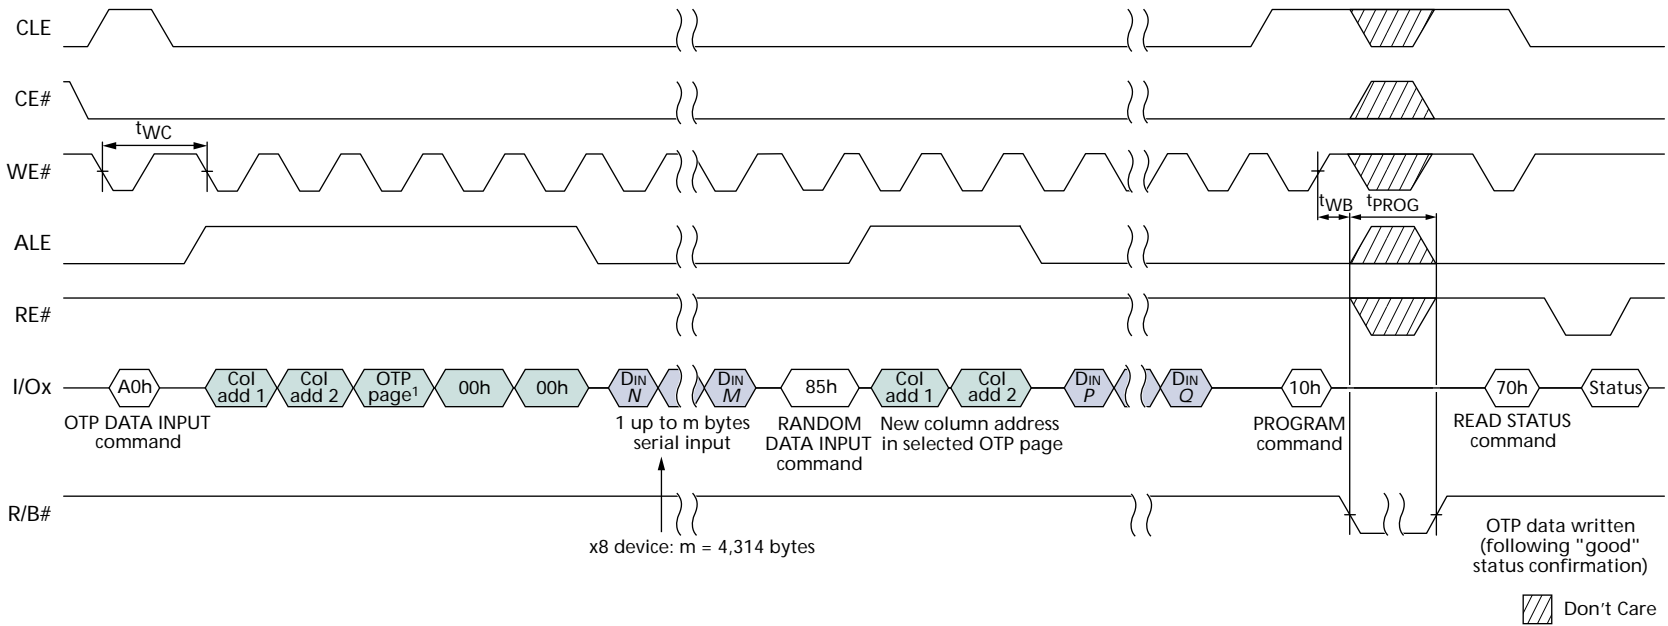 CLE
CE#
tWC
WE#
tWB
tPROG
ALE
RE#
I/Ox
A0h
Col add 1
Col add 2
OTP page1
00h
00h
DIN N
DIN M
85h
Col add 1
Col add 2
DIN P
DIN Q
10h
70h
Status
OTP DATA INPUT
command
1 up to m bytes
serial input
RANDOM
DATA INPUT
command
New column address
in selected OTP page
PROGRAM
command
READ STATUS
command
R/B#
x8 device: m = 4,314 bytes
OTP data written
(following "good"
status confirmation)
Don't Care